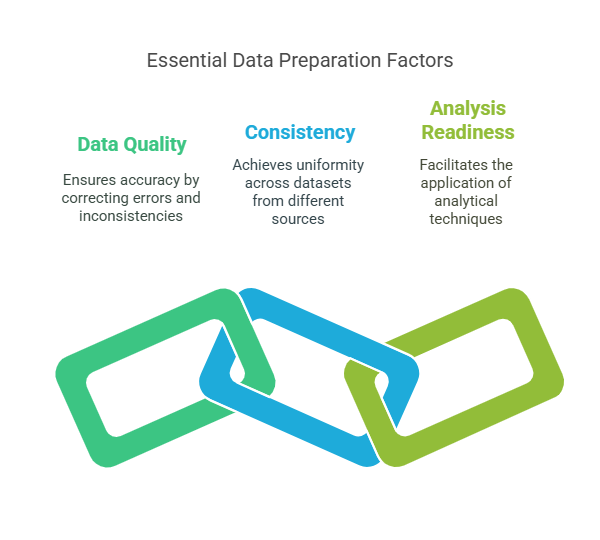 Essential Data Preparation Factors
Data Quality
Ensures accuracy by
correcting errors and
inconsistencies
Consistency
Achieves uniformity
across datasets
from different
sources
Analysis
Readiness
Facilitates the
application of
analytical
techniques